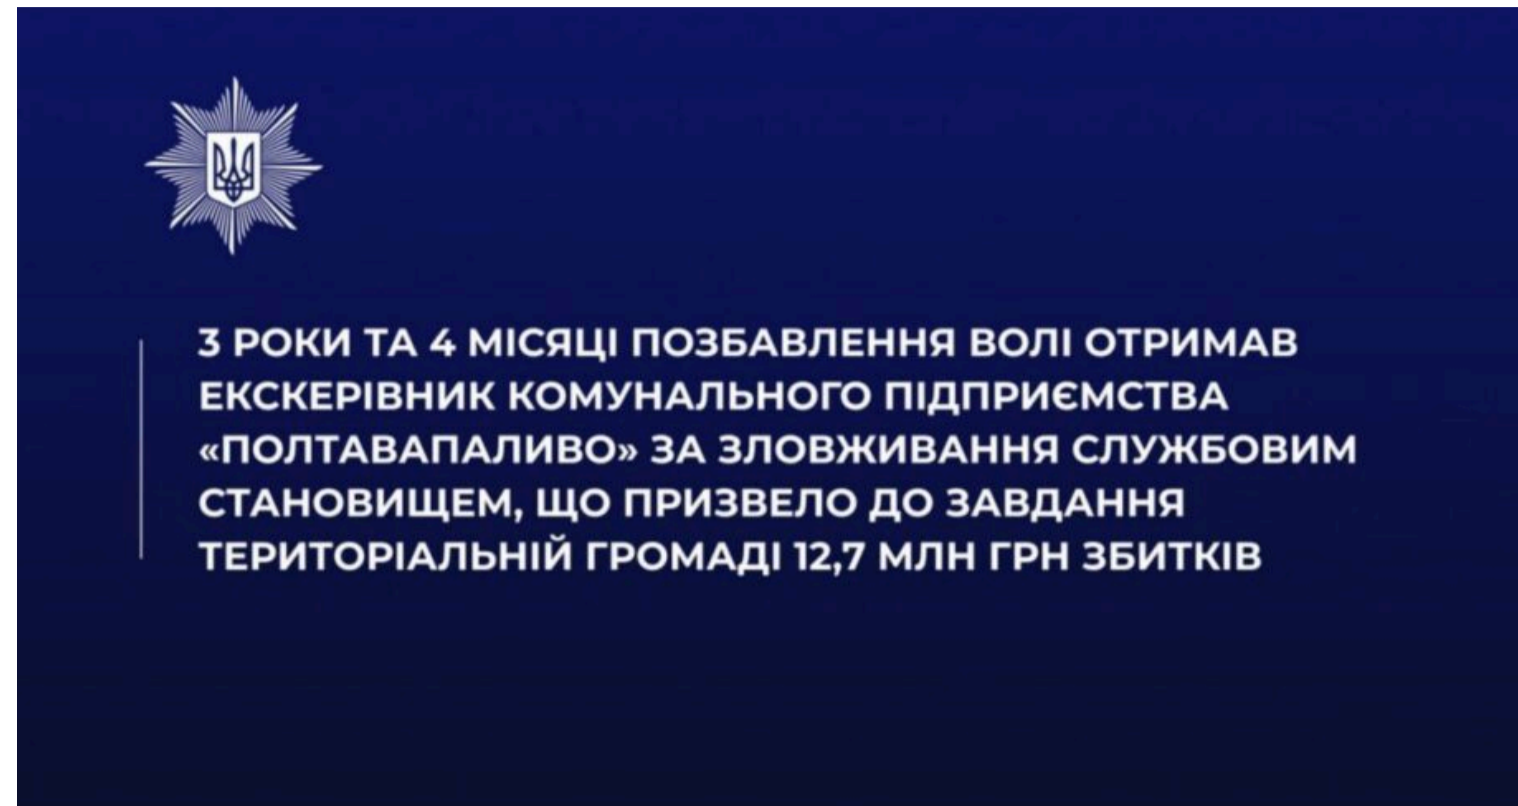 3 РОКИ ТА 4 МІСЯЦІ ПОЗБАВЛЕННЯ ВОЛІ ОТРИМАВ
ЕКСКЕРІВНИК КОМУНАЛЬНОГО ПІДПРИЄМСТВА
«ПОЛТАВАПАЛИВО» ЗА ЗЛОВЖИВАННЯ СЛУЖБОВИМ
СТАНОВИЩЕМ, ЩО ПРИЗВЕЛО ДО ЗАВДАННЯ
ТЕРИТОРІАЛЬНІЙ ГРОМАДІ 12,7 МЛН ГРН ЗБИТКІВ